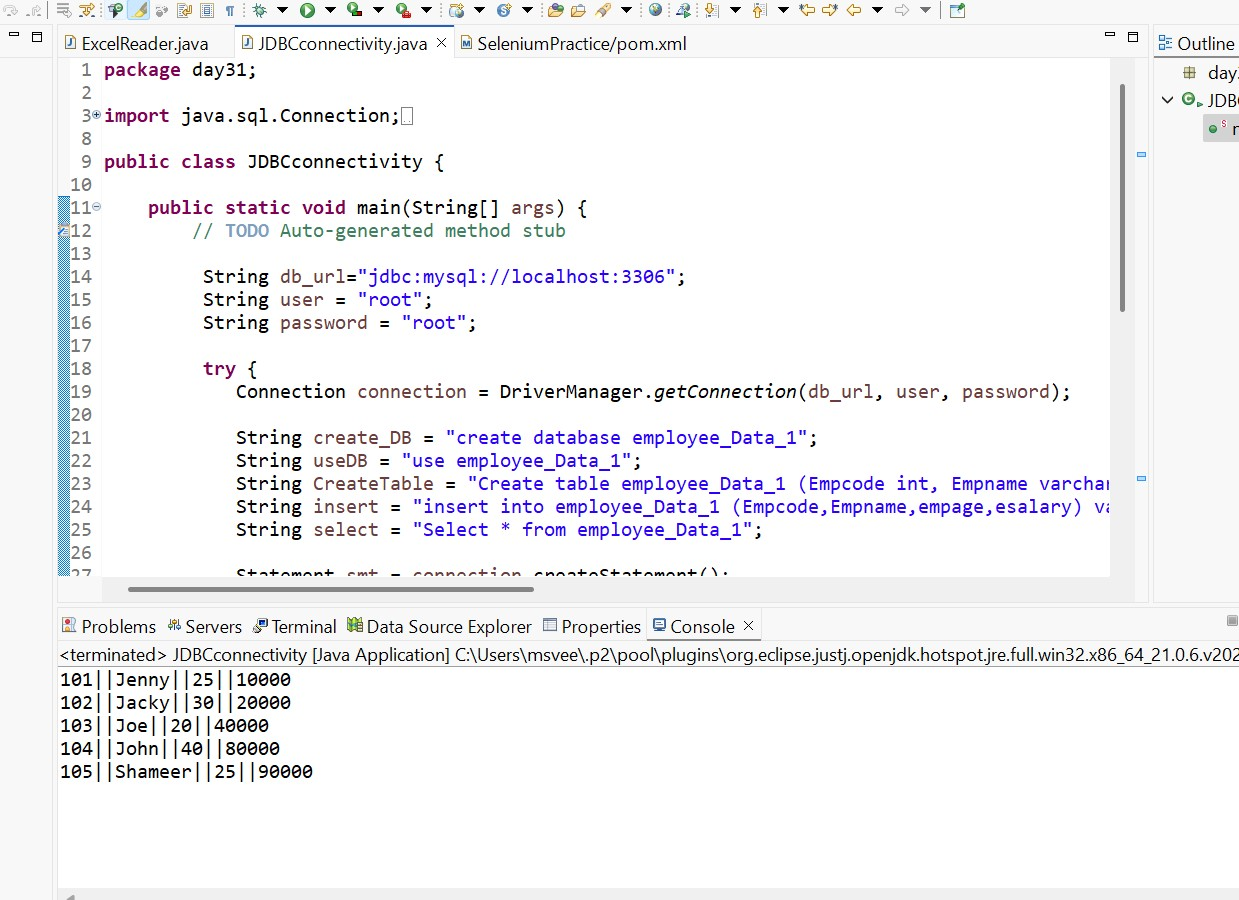 ExcelReader.java JDBCconnectivity.java SeleniumPractice/pom.xml Outline
1 package day31;
2
3 import java.sql.Connection;
8
9 public class JDBCconnectivity {
10
11 public static void main(String[] args) {
12 // TODO Auto-generated method stub
13
14 String db_url="jdbc:mysql://localhost:3306";
15 String user = "root";
16 String password = "root";
17
18 try {
19 Connection connection = DriverManager.getConnection(db_url, user, password);
20
21 String create_DB = "create database employee_Data_1";
22 String useDB = "use employee_Data_1";
23 String CreateTable = "Create table employee_Data_1 (Empcode int, Empname varchar
24 String insert = "insert into employee_Data_1 (Empcode,Empname,empage,esalary) va
25 String select = "Select * from employee_Data_1";
26
27 Statement smt = connection.createStatement();
day
JDB
Problems Servers Terminal Data Source Explorer Properties Console
<terminated> JDBCconnectivity [Java Application] C:\Users\msvee\.p2\pool\plugins\org.eclipse.justj.openjdk.hotspot.jre.full.win32.x86_64_21.0.6.v202
101||Jenny||25||10000
102||Jacky||30||20000
103||Joe||20||40000
104||John||40||80000
105||Shameer||25||90000